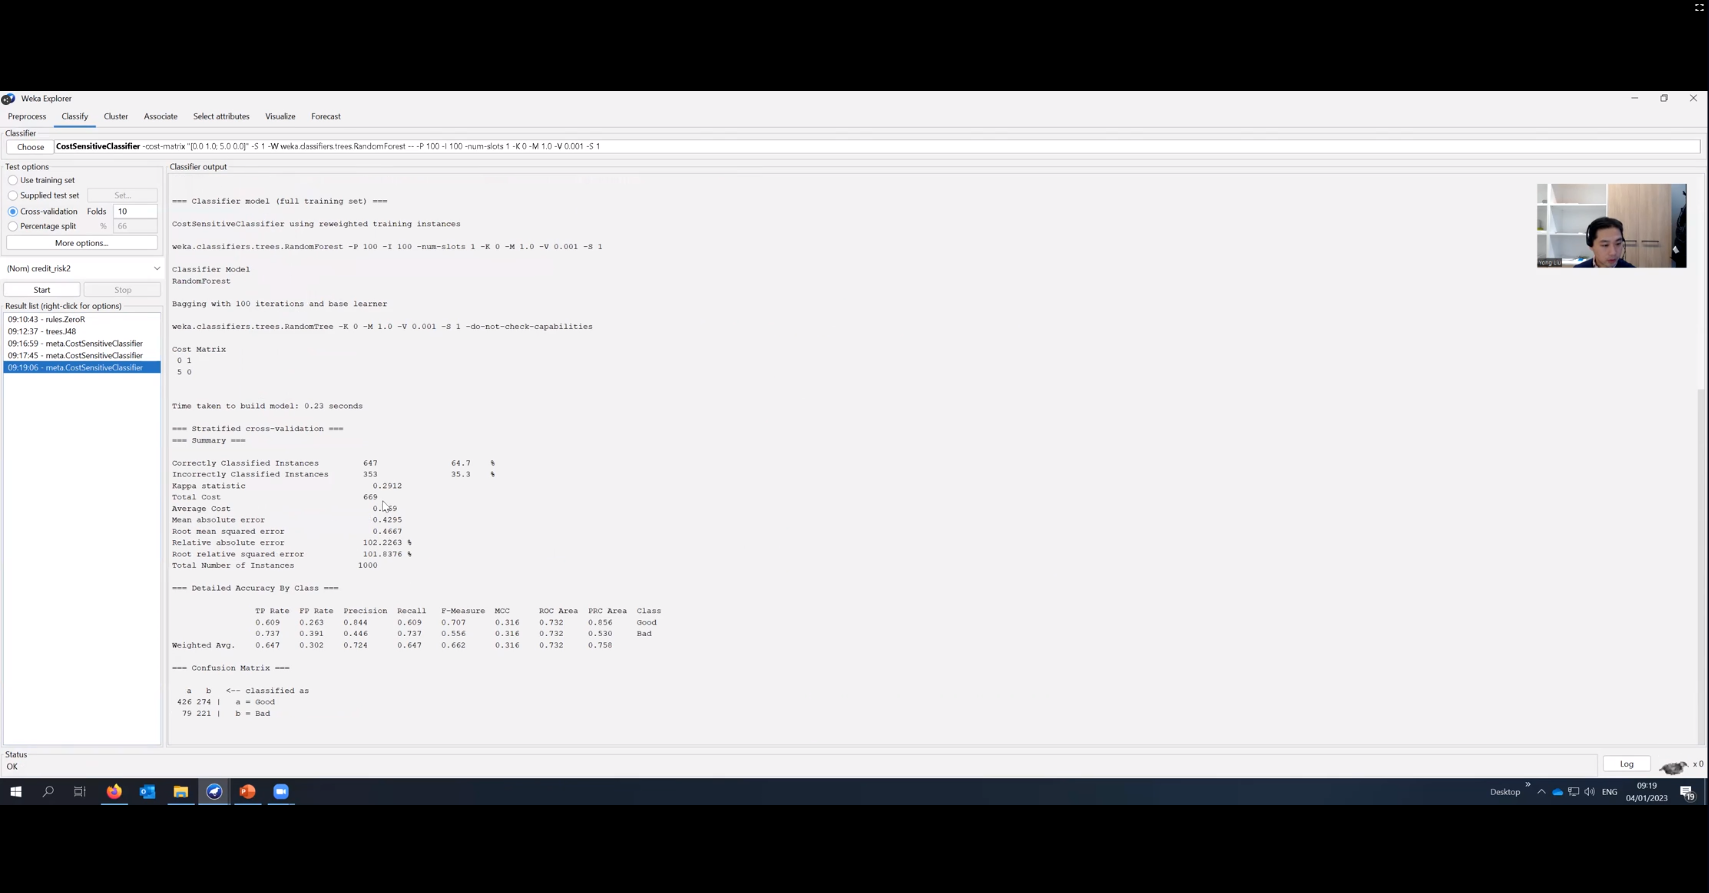 Weka Explorer
Preprocess Classify Cluster Associate Select attributes Visualize Forecast
Classifier
Choose CostSensitiveClassifier -cost-matrix "[0.0 1.0; 5.0 0.0]" -S 1 -W weka.classifiers.trees.RandomForest -- -P 100 -I 100 -num-slots 1 -K 0 -M 1.0 -V 0.001 -S 1
Test options
Use training set
Supplied test set Set...
Cross-validation Folds 10
Percentage split % 66
More options...
(Nom) credit_risk2
Start Stop
Result list (right-click for options)
09:10:43 - rules.ZeroR
09:12:37 - trees.J48
09:16:59 - meta.CostSensitiveClassifier
09:17:45 - meta.CostSensitiveClassifier
09:19:06 - meta.CostSensitiveClassifier
Classifier output
=== Classifier model (full training set) ===
CostSensitiveClassifier using reweighted training instances
weka.classifiers.trees.RandomForest -P 100 -I 100 -num-slots 1 -K 0 -M 1.0 -V 0.001 -S 1
Classifier Model
RandomForest
Bagging with 100 iterations and base learner
weka.classifiers.trees.RandomTree -K 0 -M 1.0 -V 0.001 -S 1 -do-not-check-capabilities
Cost Matrix
0 1
5 0
Time taken to build model: 0.23 seconds
=== Stratified cross-validation ===
=== Summary ===
Correctly Classified Instances 647 64.7 %
Incorrectly Classified Instances 353 35.3 %
Kappa statistic 0.2912
Total Cost 669
Average Cost
Mean absolute error 0.4295
Root mean squared error 0.4667
Relative absolute error 102.2263 %
Root relative squared error 101.8376 %
Total Number of Instances 1000
=== Detailed Accuracy By Class ===
TP Rate FP Rate Precision Recall F-Measure MCC ROC Area PRC Area Class
0.609 0.263 0.844 0.609 0.707 0.316 0.732 0.856 Good
0.737 0.391 0.446 0.737 0.556 0.316 0.732 0.530 Bad
Weighted Avg. 0.647 0.302 0.724 0.647 0.662 0.316 0.732 0.758
=== Confusion Matrix ===
a b <-- classified as
426 274 | a = Good
79 221 | b = Bad
Status
OK
Log x 0
Desktop » ENG 09:19
04/01/2023
19